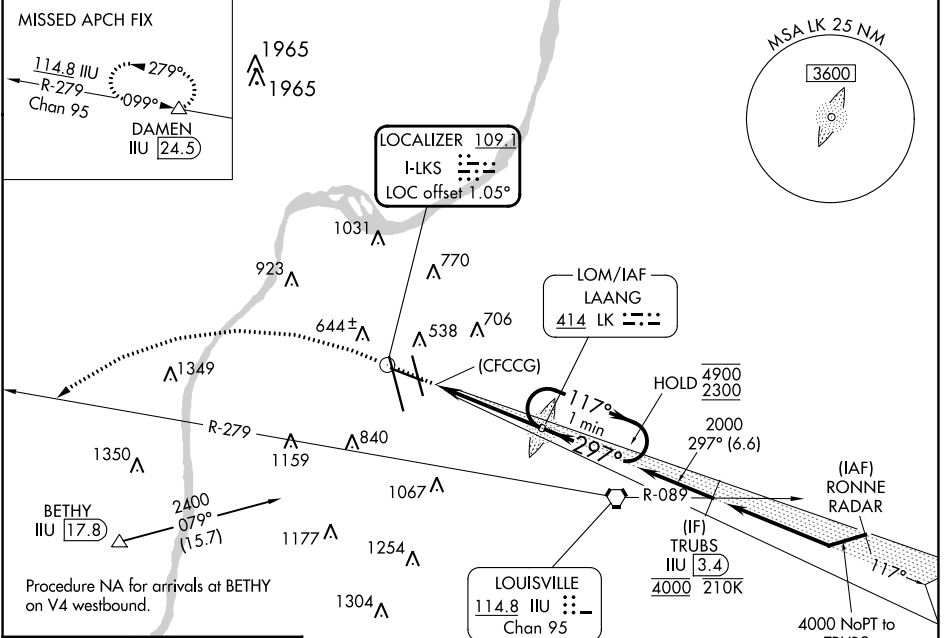 MISSED APCH FIX
114.8 IIU
R-279
Chan 95
279°
099°
DAMEN
IIU 24.5
1965
1965
MSA LK 25 NM
3600
LOCALIZER 109.1
I-LKS
LOC offset 1.05°
1031
770
923
644±
538
706
1349
(CFCCG)
LOM/IAF
LAANG
414 LK
HOLD 4900
2300
117°
1 min
297°
2000
297° (6.6)
R-279
1350
1159
840
1067
R-089
(IAF)
RONNE
RADAR
BETHY
IIU 17.8
2400
079°
(15.7)
1177
1254
(IF)
TRUBS
IIU 3.4
4000 210K
117°
Procedure NA for arrivals at BETHY
on V4 westbound.
1304
LOUISVILLE
114.8 IIU
Chan 95
4000 NoPT to